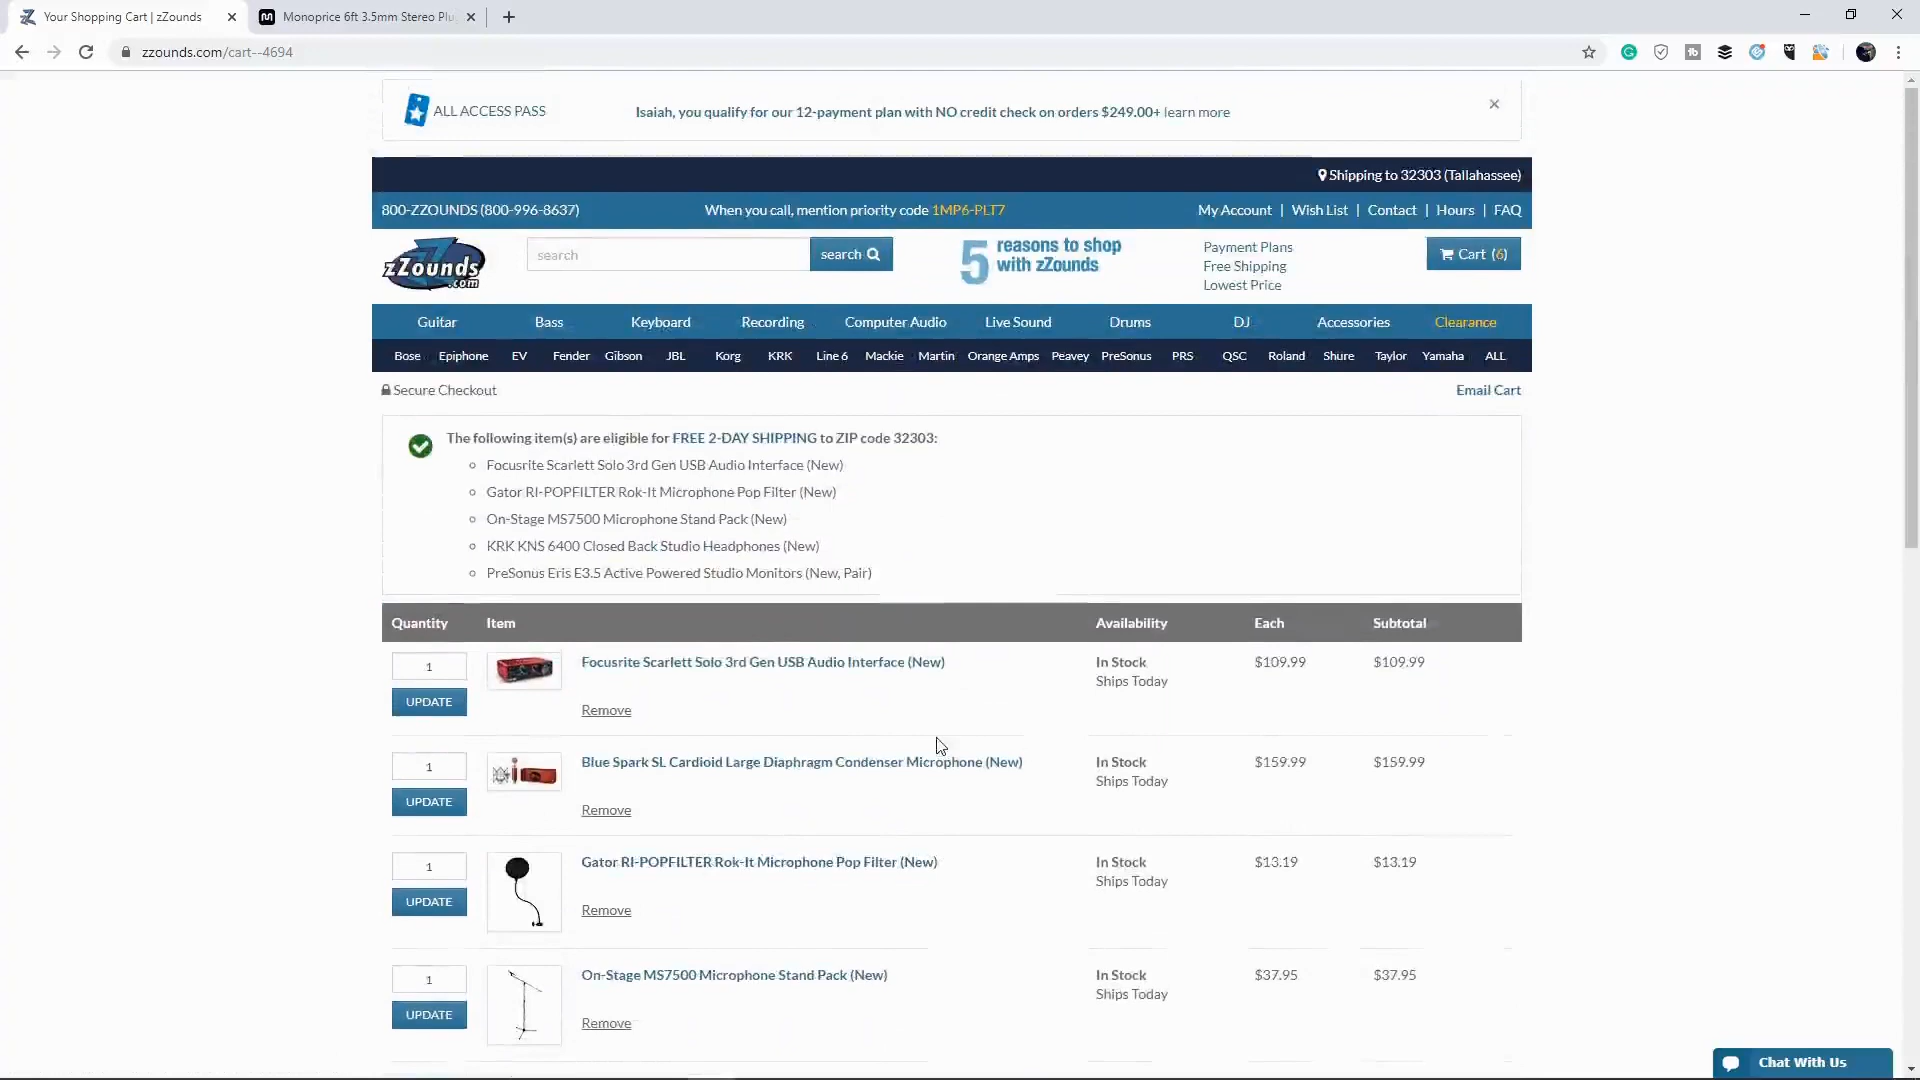 Your Shopping Cart | zZounds
Monoprice 6ft 3.5mm Stereo Plu
zzounds.com/cart--4694
ALL ACCESS PASS
Isaiah, you qualify for our 12-payment plan with NO credit check on orders $249.00+ learn more
Shipping to 32303 (Tallahassee)
800-ZZOUNDS (800-996-8637)
When you call, mention priority code 1MP6-PLT7
My Account | Wish List | Contact | Hours | FAQ
zZounds.com
search
search
5 reasons to shop with zZounds
Payment Plans
Free Shipping
Lowest Price
Cart (6)
Guitar Bass Keyboard Recording Computer Audio Live Sound Drums DJ Accessories Clearance
Bose Epiphone EV Fender Gibson JBL Korg KRK Line 6 Mackie Martin Orange Amps Peavey PreSonus PRS QSC Roland Shure Taylor Yamaha ALL
Secure Checkout
Email Cart
The following item(s) are eligible for FREE 2-DAY SHIPPING to ZIP code 32303:
Focusrite Scarlett Solo 3rd Gen USB Audio Interface (New)
Gator RI-POPFILTER Rok-It Microphone Pop Filter (New)
On-Stage MS7500 Microphone Stand Pack (New)
KRK KNS 6400 Closed Back Studio Headphones (New)
PreSonus Eris E3.5 Active Powered Studio Monitors (New, Pair)
Quantity Item Availability Each Subtotal
1 Focusrite Scarlett Solo 3rd Gen USB Audio Interface (New) In Stock $109.99 $109.99
Ships Today
UPDATE Remove
1 Blue Spark SL Cardioid Large Diaphragm Condenser Microphone (New) In Stock $159.99 $159.99
Ships Today
UPDATE Remove
1 Gator RI-POPFILTER Rok-It Microphone Pop Filter (New) In Stock $13.19 $13.19
Ships Today
UPDATE Remove
1 On-Stage MS7500 Microphone Stand Pack (New) In Stock $37.95 $37.95
Ships Today
UPDATE Remove
Chat With Us